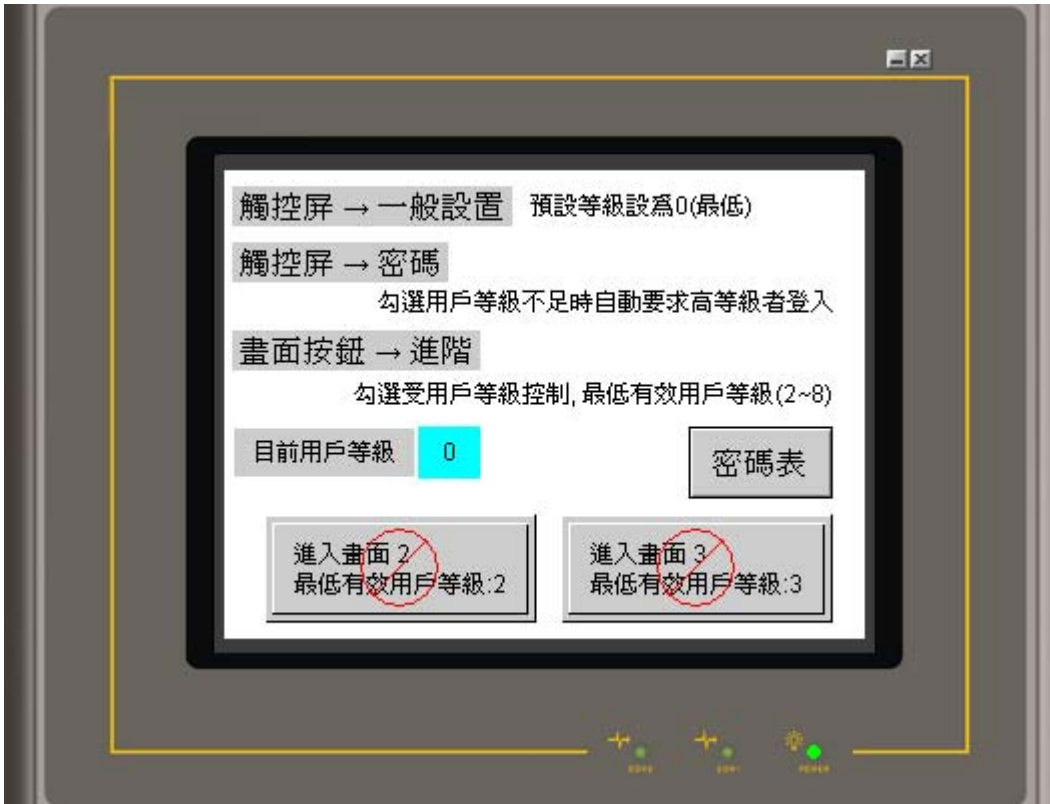 觸控屏 → 一般設置 預設等級設爲0(最低)
觸控屏 → 密碼
勾選用戶等級不足時自動要求高等級者登入
畫面按鈕 → 進階
勾選受用戶等級控制, 最低有效用戶等級(2~8)
目前用戶等級 0
密碼表
進入畫面 2
最低有效用戶等級:2
進入畫面 3
最低有效用戶等級:3
POWER